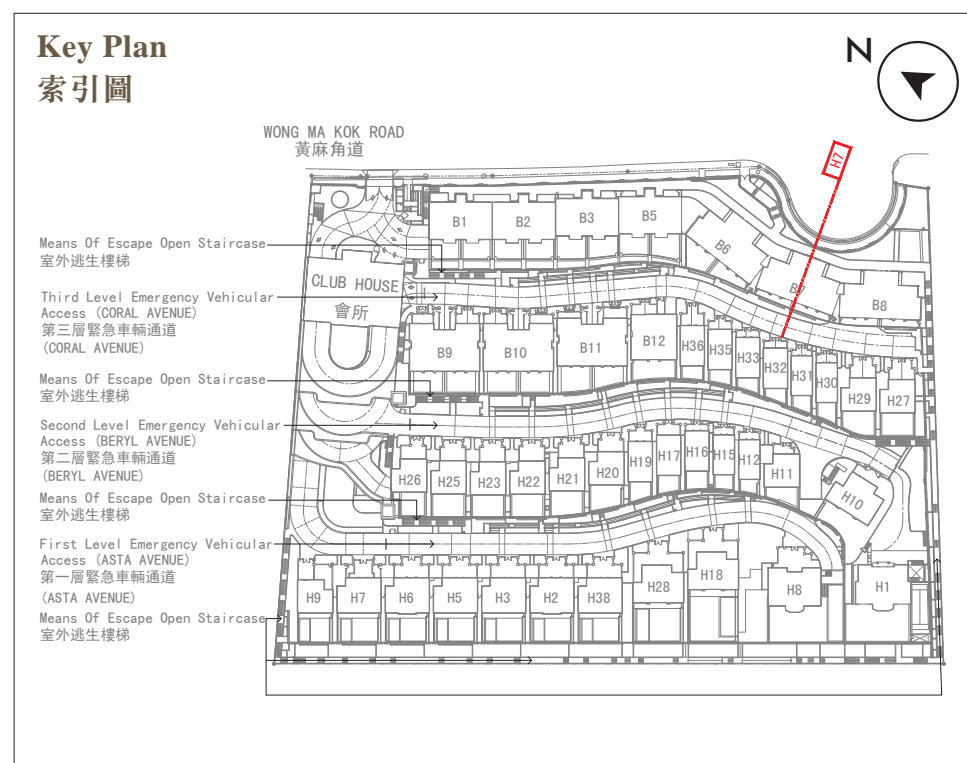 Key Plan
索引圖
N
WONG MA KOK ROAD
黃麻角道
H7
B1
B2
B3
B5
B6
B7
B8
Means Of Escape Open Staircase
室外逃生樓梯
CLUB HOUSE
會所
Third Level Emergency Vehicular
Access (CORAL AVENUE)
第三層緊急車輛通道
(CORAL AVENUE)
B9
B10
B11
B12
H36
H35
H33
H32
H31
H30
H29
H27
Means Of Escape Open Staircase
室外逃生樓梯
Second Level Emergency Vehicular
Access (BERYL AVENUE)
第二層緊急車輛通道
(BERYL AVENUE)
H26
H25
H23
H22
H21
H20
H19
H17
H16
H15
H12
H11
H10
Means Of Escape Open Staircase
室外逃生樓梯
First Level Emergency Vehicular
Access (ASTA AVENUE)
第一層緊急車輛通道
(ASTA AVENUE)
H9
H7
H6
H5
H3
H2
H38
H28
H18
H8
H1
Means Of Escape Open Staircase
室外逃生樓梯